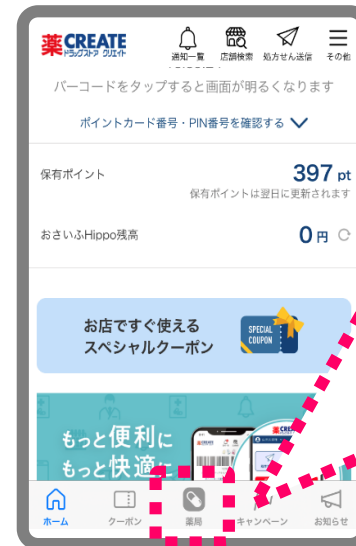 薬CREATE
ドラッグストア クリエイト
通知一覧 店舗検索 処方せん送信 その他
バーコードをタップすると画面が明るくなります
ポイントカード番号・PIN番号を確認する
保有ポイント 397 pt
保有ポイントは翌日に更新されます
おさいふHippo残高 0 円
お店ですぐ使える
スペシャルクーポン
SPECIAL
COUPON
もっと便利に
もっと快適に
ホーム クーポン 薬局 キャンペーン お知らせ